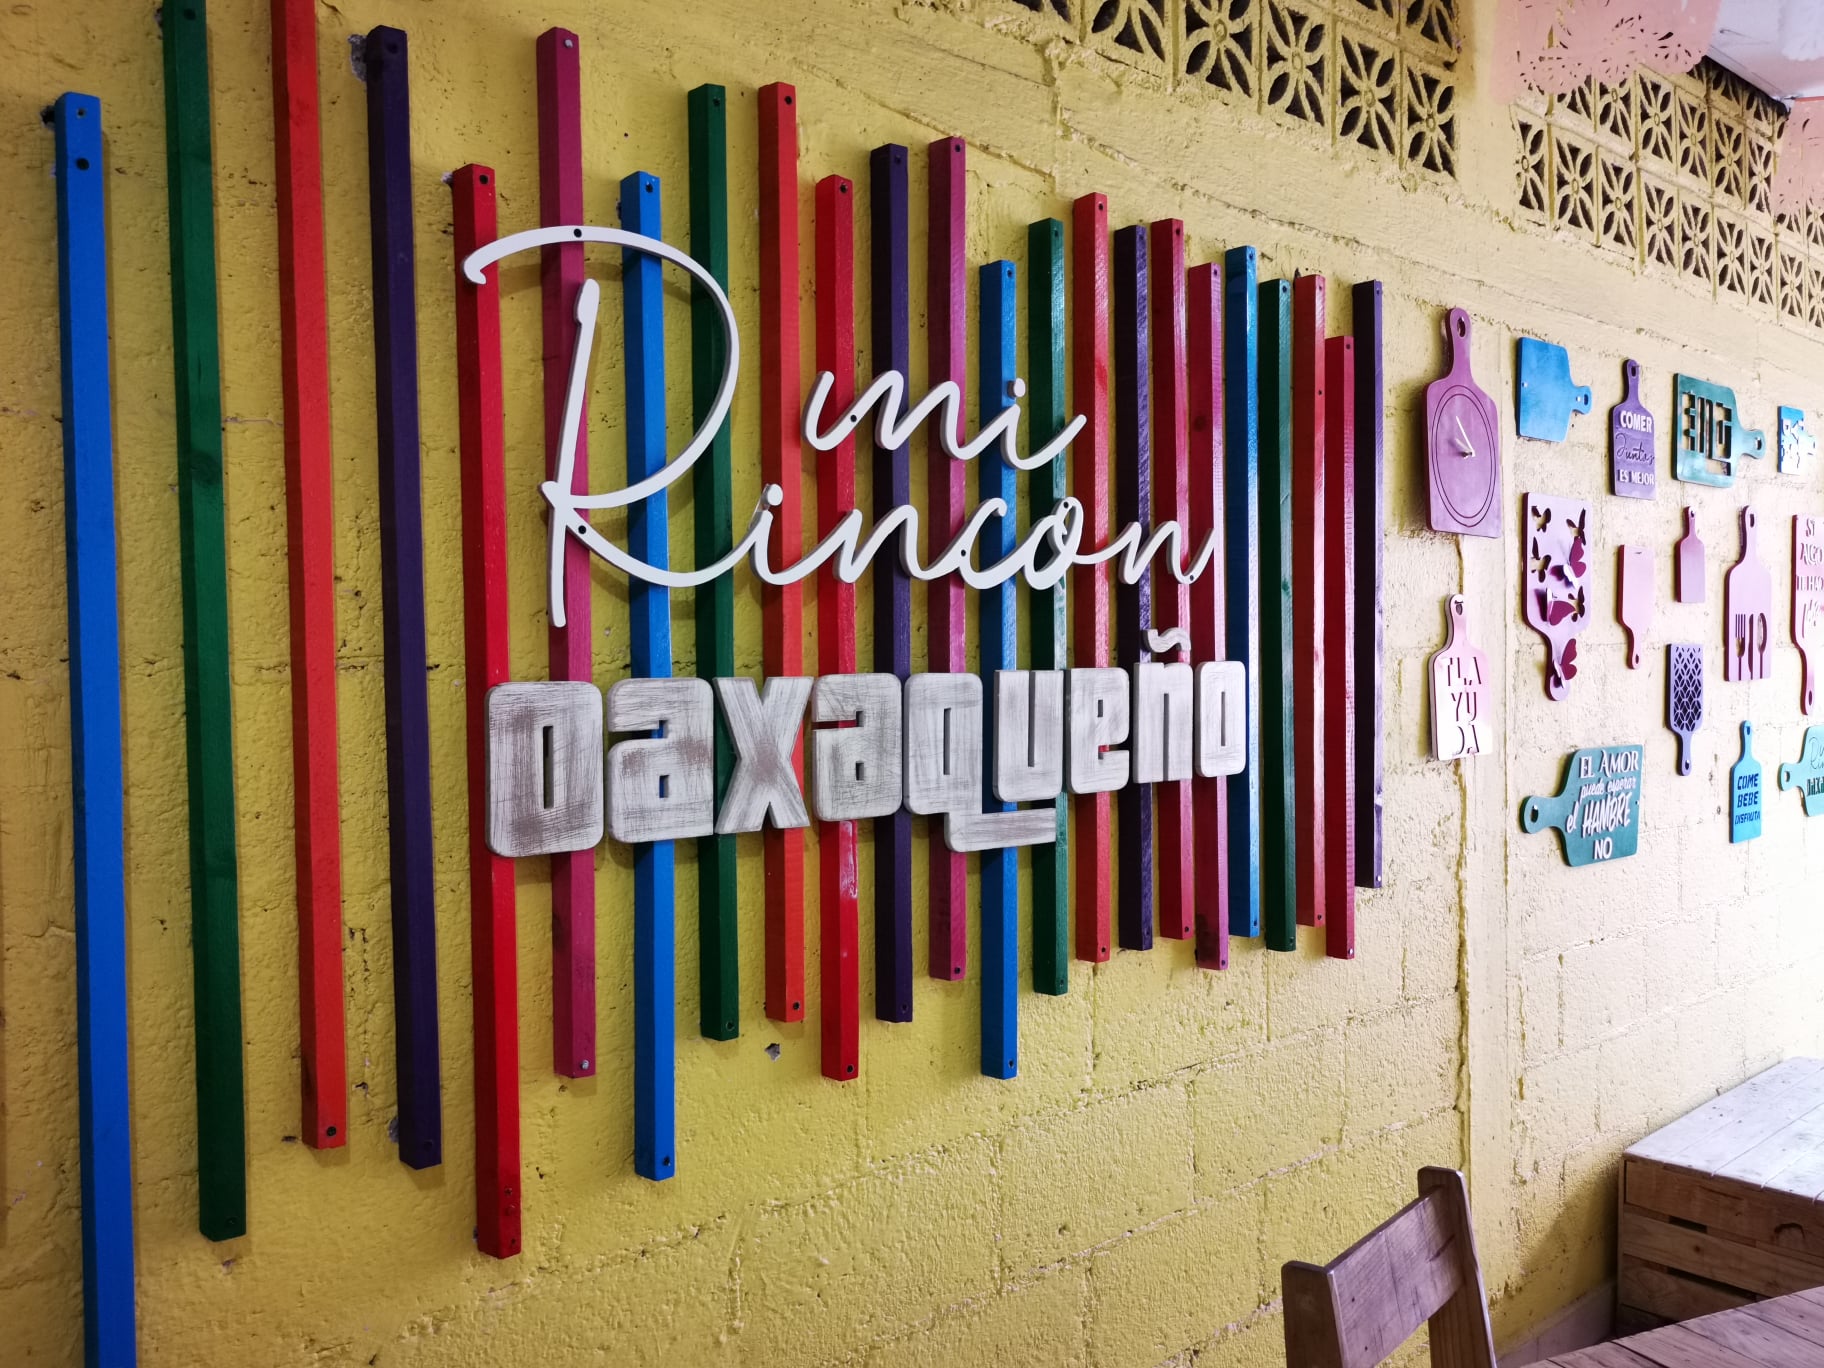 mi
Rincon
oaxaqueño
COMER
Juntos
ES MEJOR
TLA
YU
DA
EL AMOR
puede esperar
el HAMBRE
NO
COME
BEBE
DISFRUTA